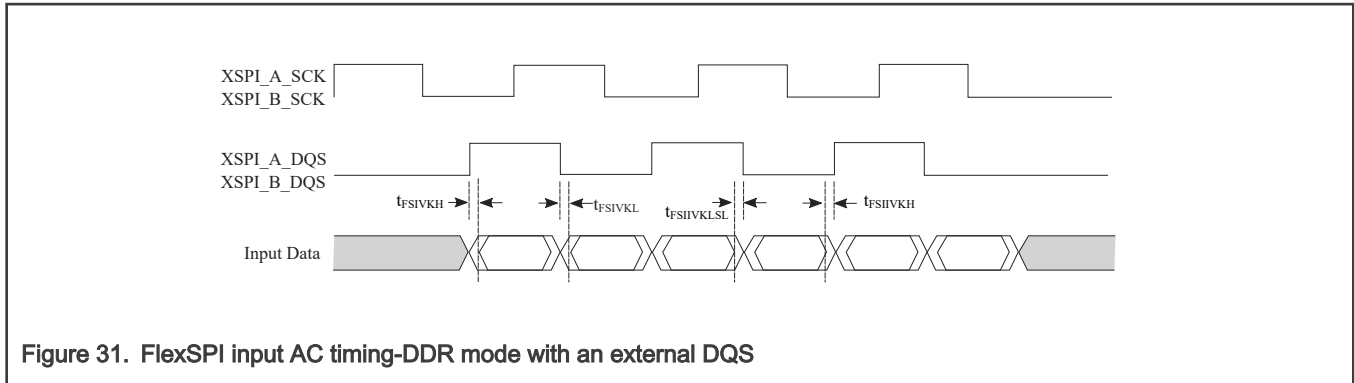 XSPI_A_SCK
XSPI_B_SCK
XSPI_A_DQS
XSPI_B_DQS
tFSIVKH
tFSIVKL
tFSIIVKLSL
tFSIIVKH
Input Data
Figure 31. FlexSPI input AC timing-DDR mode with an external DQS